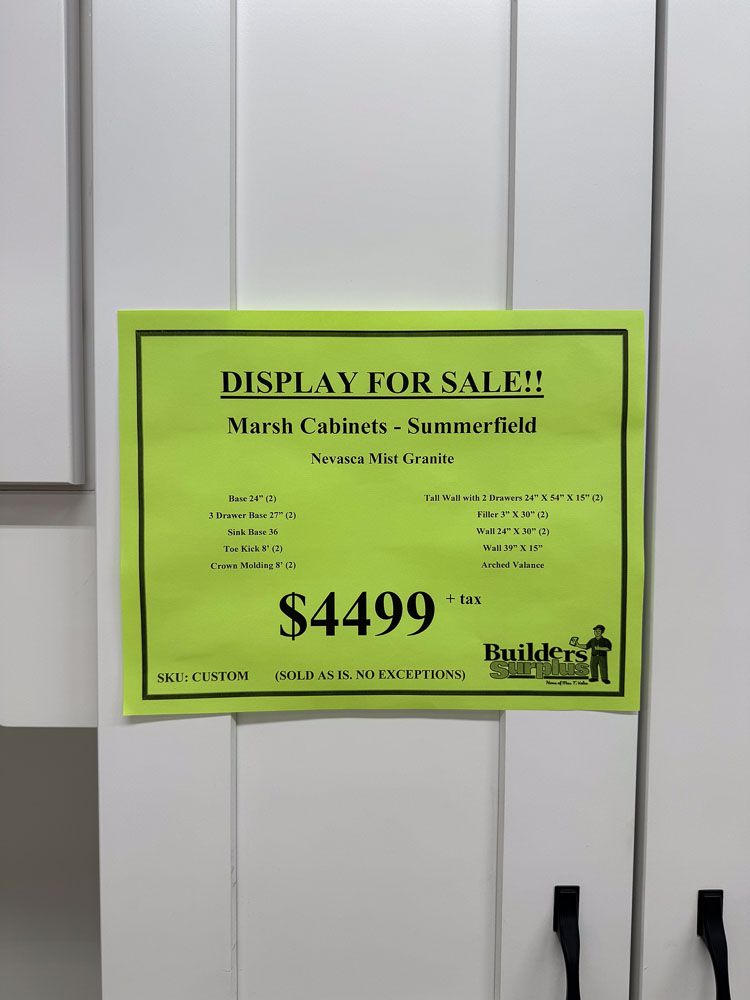 DISPLAY FOR SALE!!
Marsh Cabinets - Summerfield
Nevasca Mist Granite
Base 24” (2)
3 Drawer Base 27” (2)
Sink Base 36
Toe Kick 8’ (2)
Crown Molding 8’ (2)
Tall Wall with 2 Drawers 24” X 54” X 15” (2)
Filler 3” X 30” (2)
Wall 24” X 30” (2)
Wall 39” X 15”
Arched Valance
$4499 + tax
SKU: CUSTOM (SOLD AS IS. NO EXCEPTIONS)
Builders
Surplus